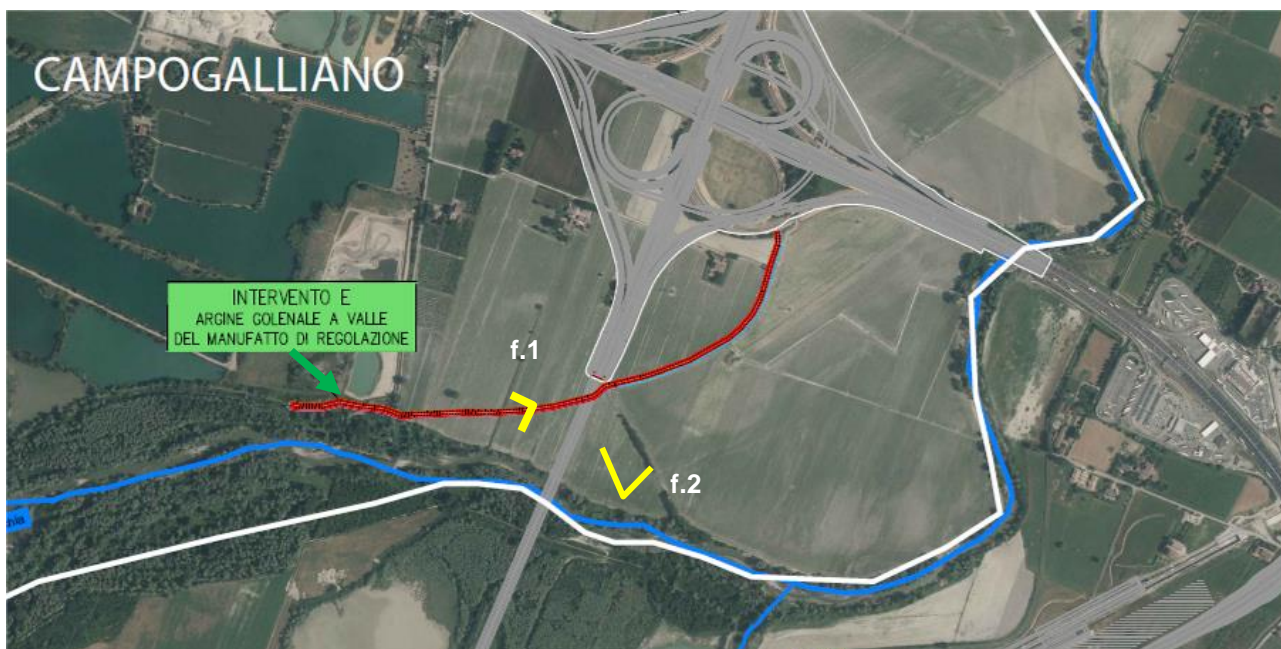 CAMPOGALLIANO
INTERVENTO E
ARGINE GOLENALE A VALLE
DEL MANUFATTO DI REGOLAZIONE
f.1
f.2